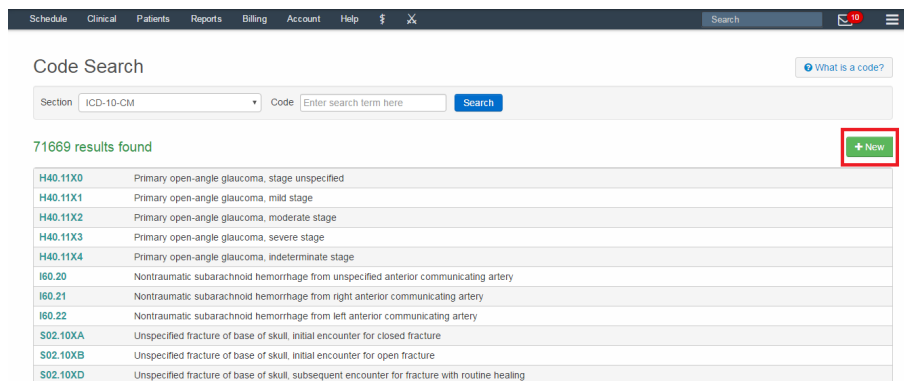 Schedule Clinical Patients Reports Billing Account Help Search 10
Code Search
What is a code?
Section ICD-10-CM Code Enter search term here Search
71669 results found
+ New
H40.11X0 Primary open-angle glaucoma, stage unspecified
H40.11X1 Primary open-angle glaucoma, mild stage
H40.11X2 Primary open-angle glaucoma, moderate stage
H40.11X3 Primary open-angle glaucoma, severe stage
H40.11X4 Primary open-angle glaucoma, indeterminate stage
I60.20 Nontraumatic subarachnoid hemorrhage from unspecified anterior communicating artery
I60.21 Nontraumatic subarachnoid hemorrhage from right anterior communicating artery
I60.22 Nontraumatic subarachnoid hemorrhage from left anterior communicating artery
S02.10XA Unspecified fracture of base of skull, initial encounter for closed fracture
S02.10XB Unspecified fracture of base of skull, initial encounter for open fracture
S02.10XD Unspecified fracture of base of skull, subsequent encounter for fracture with routine healing